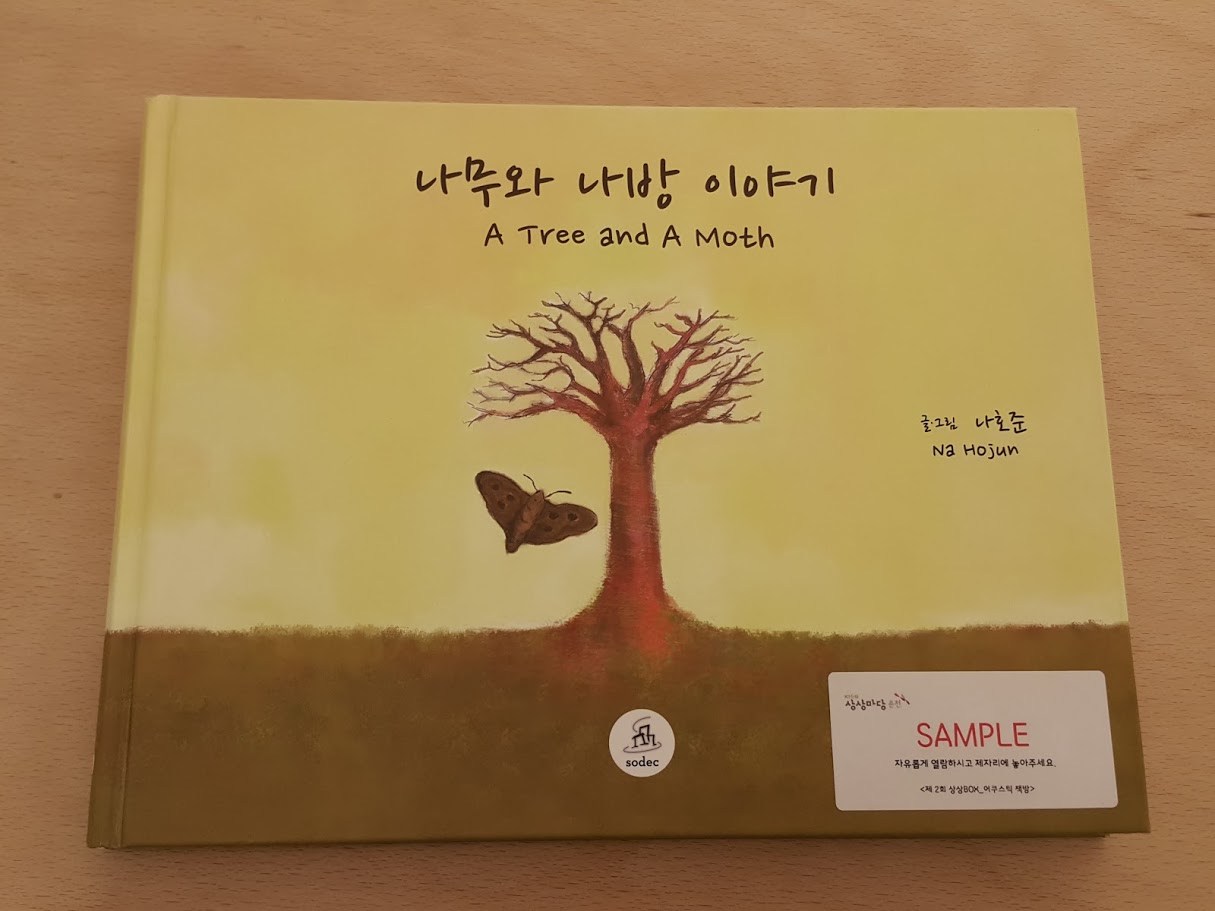 나무와 나방 이야기
A Tree and A Moth
글·그림 나호준
Na Hojun
sodec
상상마당 춘천
SAMPLE
자유롭게 열람하시고 제자리에 놓아주세요.
<제 2회 상상BOX_어쿠스틱 책방>